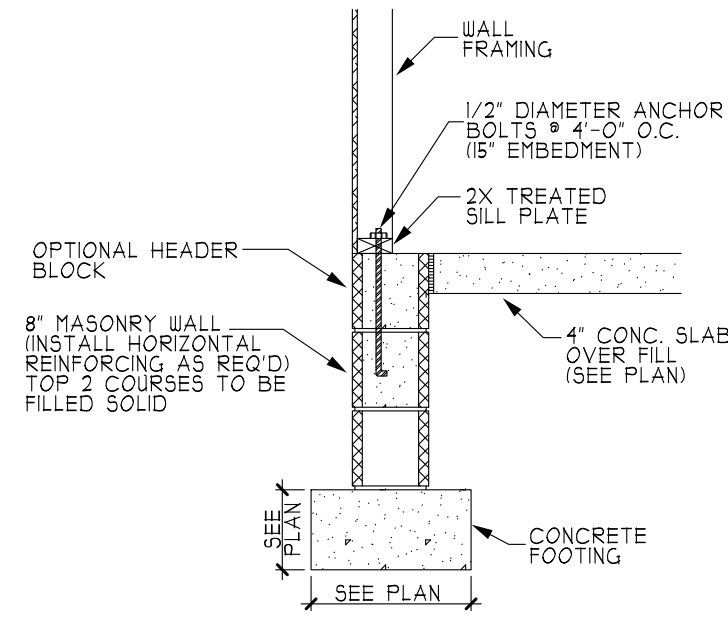 WALL
FRAMING
1/2" DIAMETER ANCHOR
BOLTS @ 4'-0" O.C.
(15" EMBEDMENT)
2X TREATED
SILL PLATE
OPTIONAL HEADER
BLOCK
8" MASONRY WALL
(INSTALL HORIZONTAL
REINFORCING AS REQ'D)
TOP 2 COURSES TO BE
FILLED SOLID
4" CONC. SLAB
OVER FILL
(SEE PLAN)
SEE
PLAN
CONCRETE
FOOTING
SEE PLAN